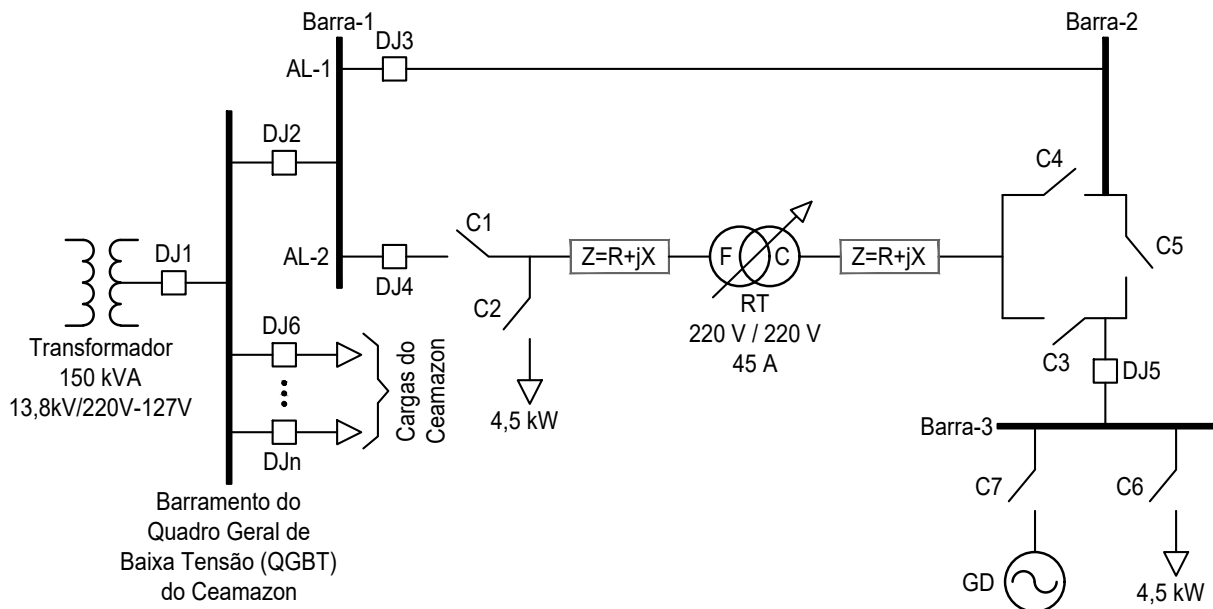 Barra-1
DJ3
Barra-2
AL-1
DJ2
C4
C1
C5
DJ1
AL-2
Z=R+jX
F
C
Z=R+jX
DJ4
C2
RT
220 V / 220 V
45 A
DJ6
C3
DJ5
Transformador
150 kVA
13,8kV/220V-127V
Cargas do
Ceamazon
4,5 kW
DJn
Barra-3
Barramento do
Quadro Geral de
Baixa Tensão (QGBT)
do Ceamazon
C7
C6
GD
4,5 kW